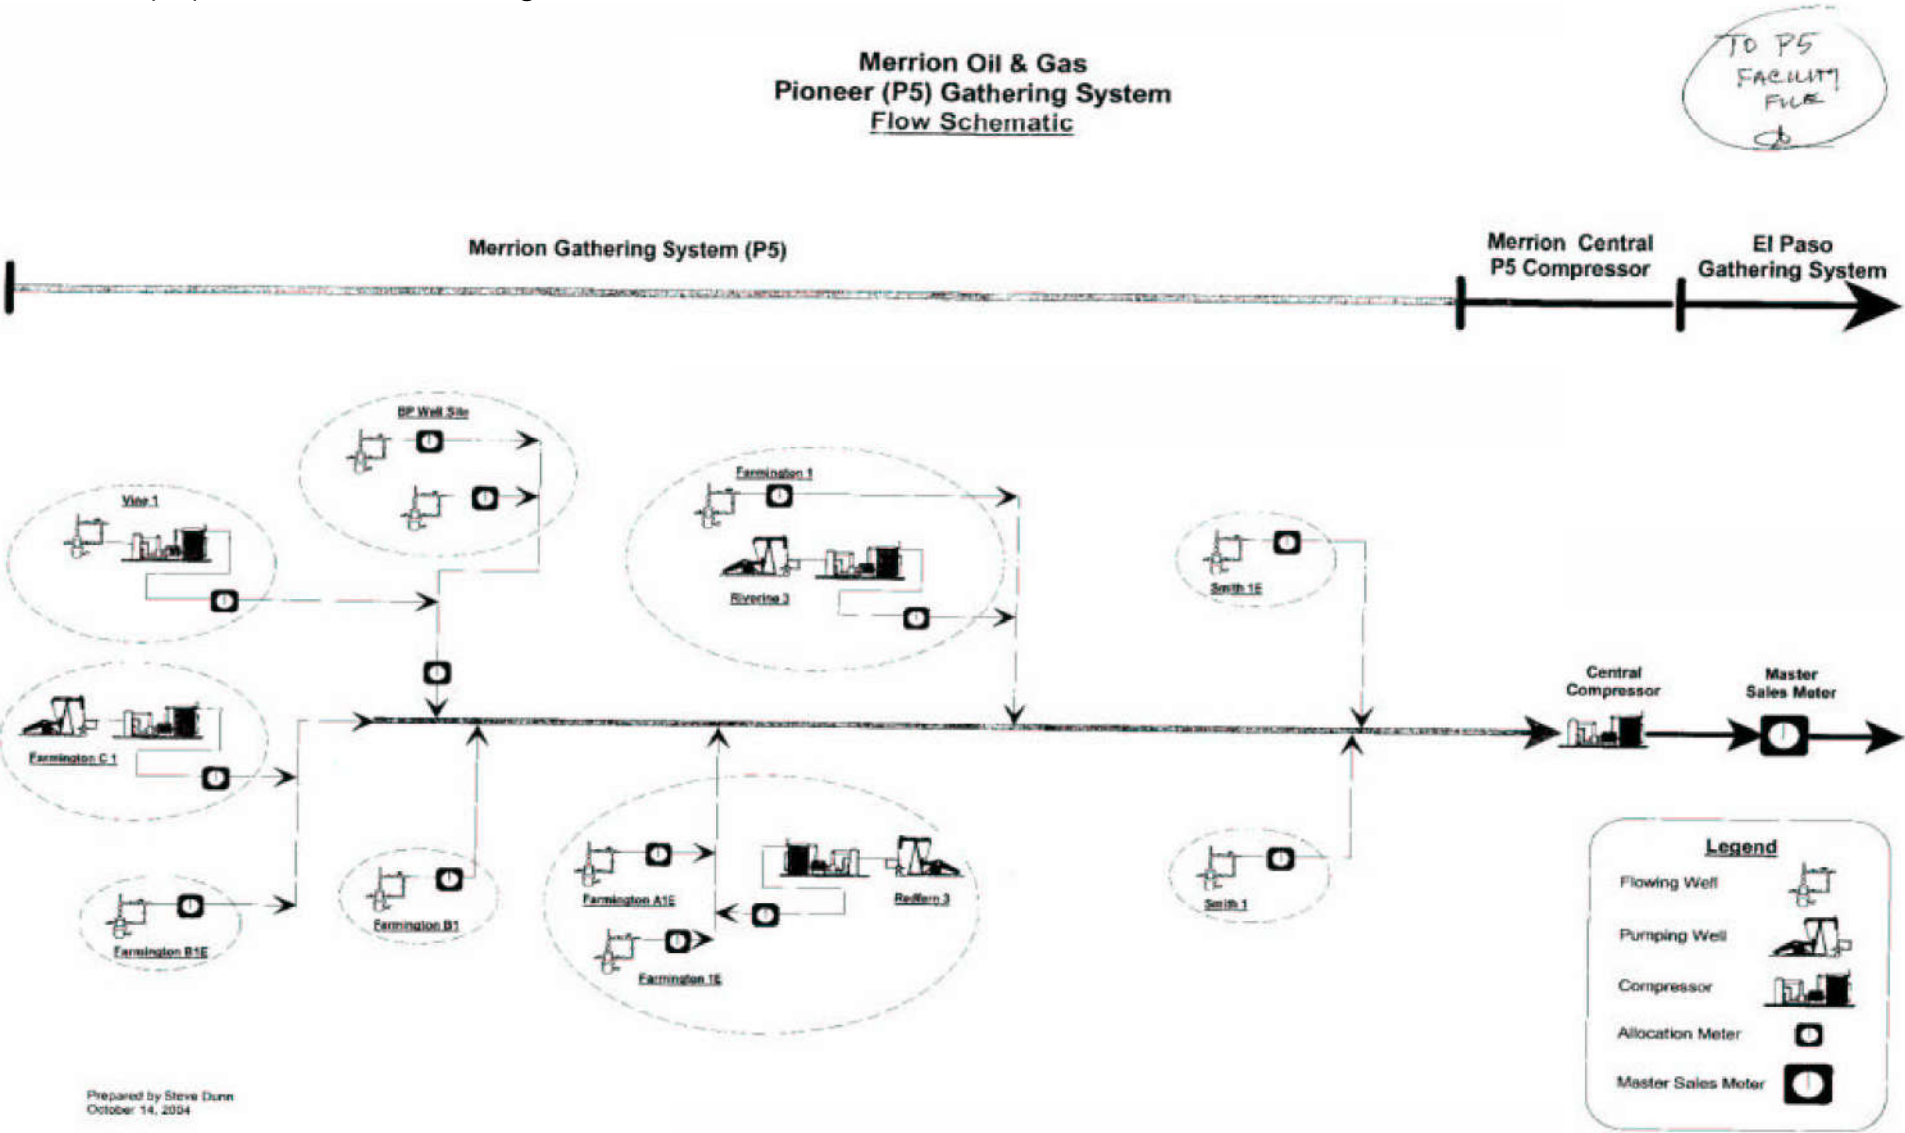 Merrion Oil & Gas
Pioneer (P5) Gathering System
Flow Schematic
TO P5
FACILITY
FILE
Merrion Gathering System (P5)
Merrion Central
P5 Compressor
El Paso
Gathering System
BP Well Site
Vine 1
Farmington 1
Riverine 3
Smith 1E
Farmington C 1
Central
Compressor
Master
Sales Meter
Farmington B1E
Farmington B1
Farmington A1E
Redfern 3
Farmington 1E
Smith 1
Legend
Flowing Well
Pumping Well
Compressor
Allocation Meter
Master Sales Meter
Prepared by Steve Dunn
October 14, 2004